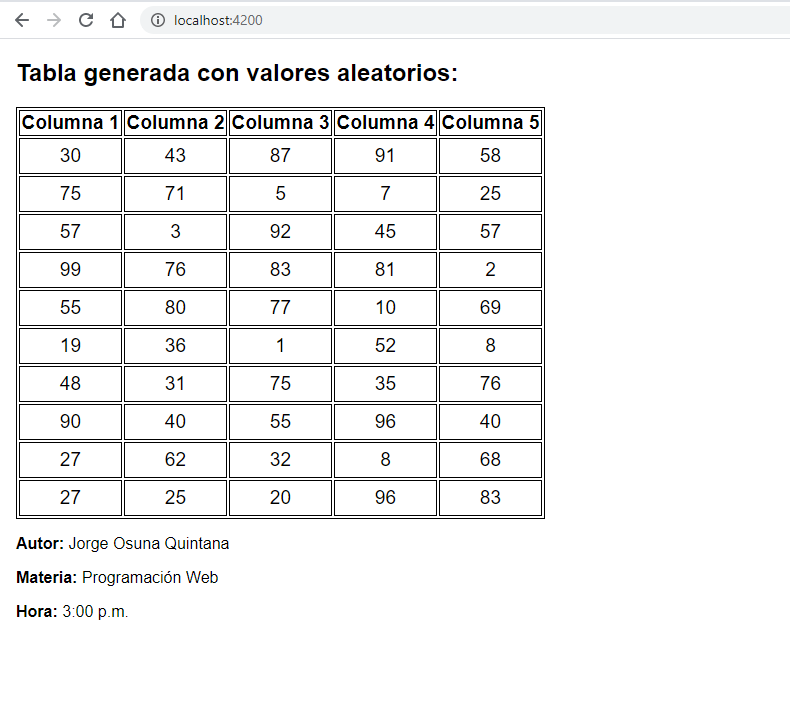 localhost:4200
Tabla generada con valores aleatorios:
Columna 1 Columna 2 Columna 3 Columna 4 Columna 5
30 43 87 91 58
75 71 5 7 25
57 3 92 45 57
99 76 83 81 2
55 80 77 10 69
19 36 1 52 8
48 31 75 35 76
90 40 55 96 40
27 62 32 8 68
27 25 20 96 83
Autor: Jorge Osuna Quintana
Materia: Programación Web
Hora: 3:00 p.m.